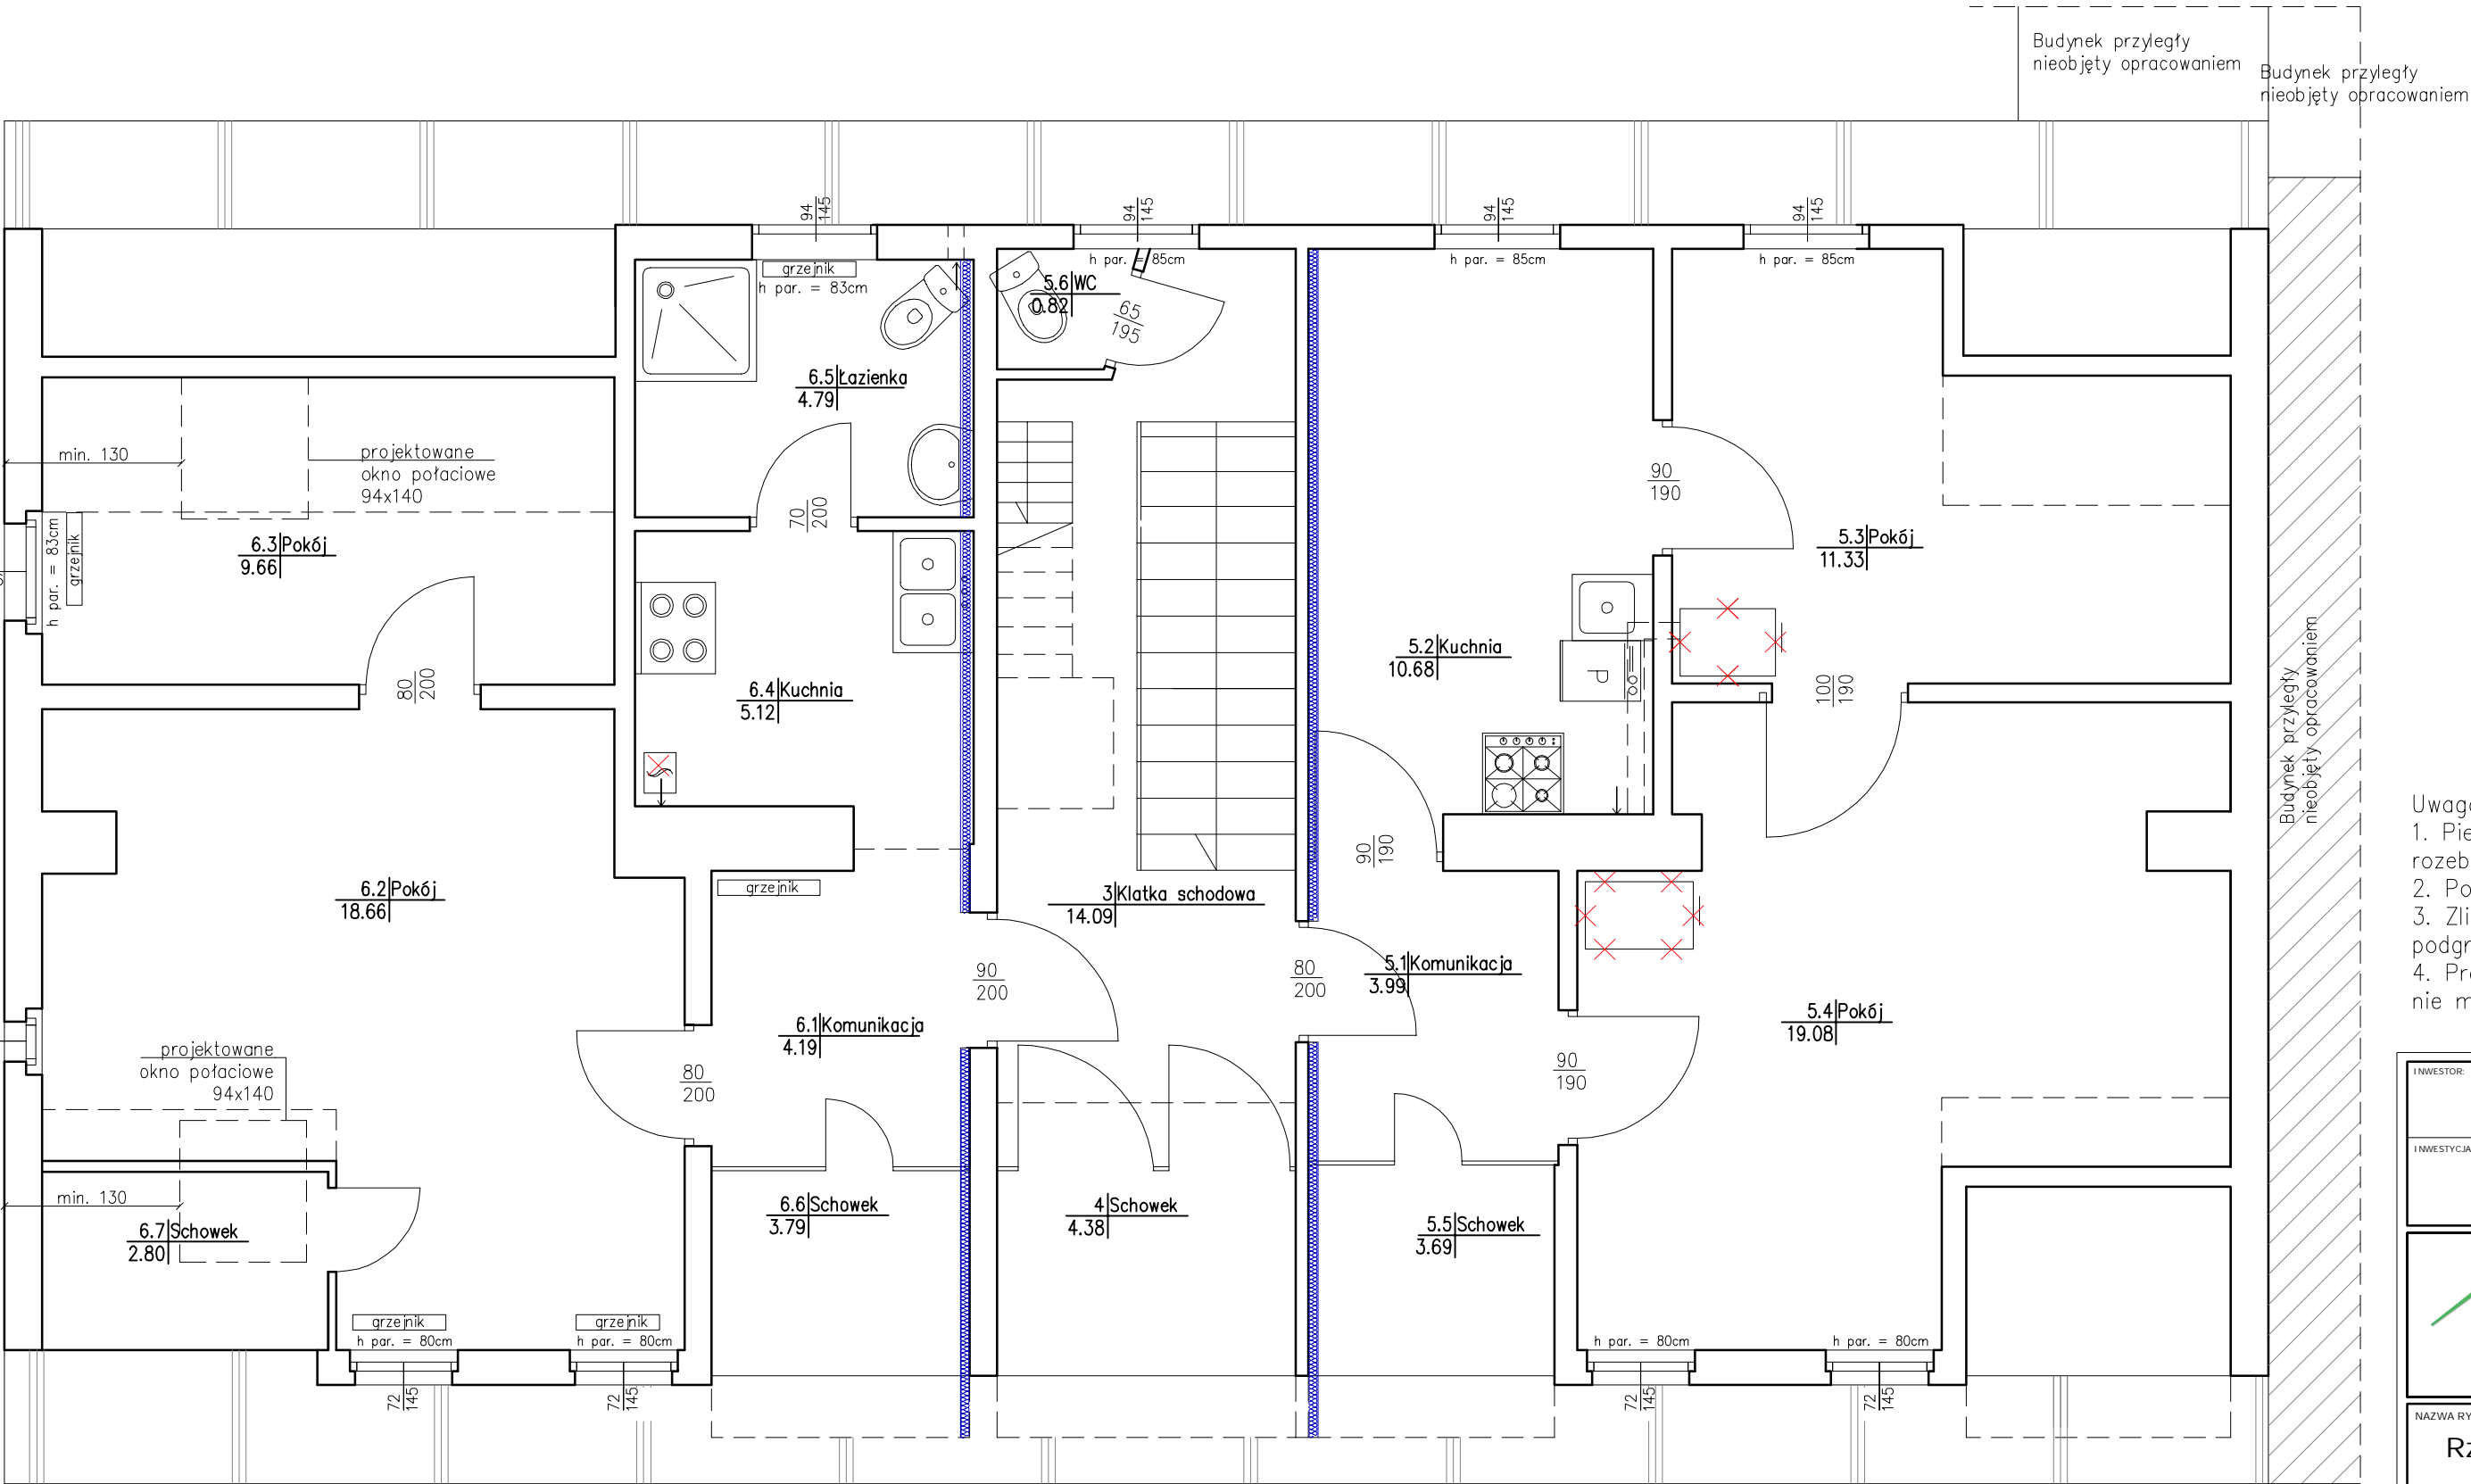 Budynek przyległy
nieobjęty opracowaniem
Budynek przyległy
nieobjęty opracowaniem
94
145
94
145
94
145
94
145
grzejnik
h par. = 83cm
h par. = 85cm
h par. = 85cm
h par. = 85cm
5.6 WC
0.82
65
195
6.5 Łazienka
4.79
min. 130
projektowane
okno połaciowe
94x140
70
200
90
190
h par. = 83cm
grzejnik
6.3 Pokój
9.66
5.3 Pokój
11.33
80
200
6.4 Kuchnia
5.12
5.2 Kuchnia
10.68
P
100
190
Budynek przyległy
nieobjęty opracowaniem
90
190
6.2 Pokój
18.66
grzejnik
3 Klatka schodowa
14.09
90
200
80
200
5.1 Komunikacja
3.99
6.1 Komunikacja
4.19
5.4 Pokój
19.08
projektowane
okno połaciowe
94x140
80
200
90
190
min. 130
6.7 Schowek
2.80
6.6 Schowek
3.79
4 Schowek
4.38
5.5 Schowek
3.69
grzejnik
h par. = 80cm
grzejnik
h par. = 80cm
h par. = 80cm
h par. = 80cm
72
145
72
145
72
145
72
145
1.
2.
3.
4.
nie
INWESTOR:
INWESTYCJA
NAZWA